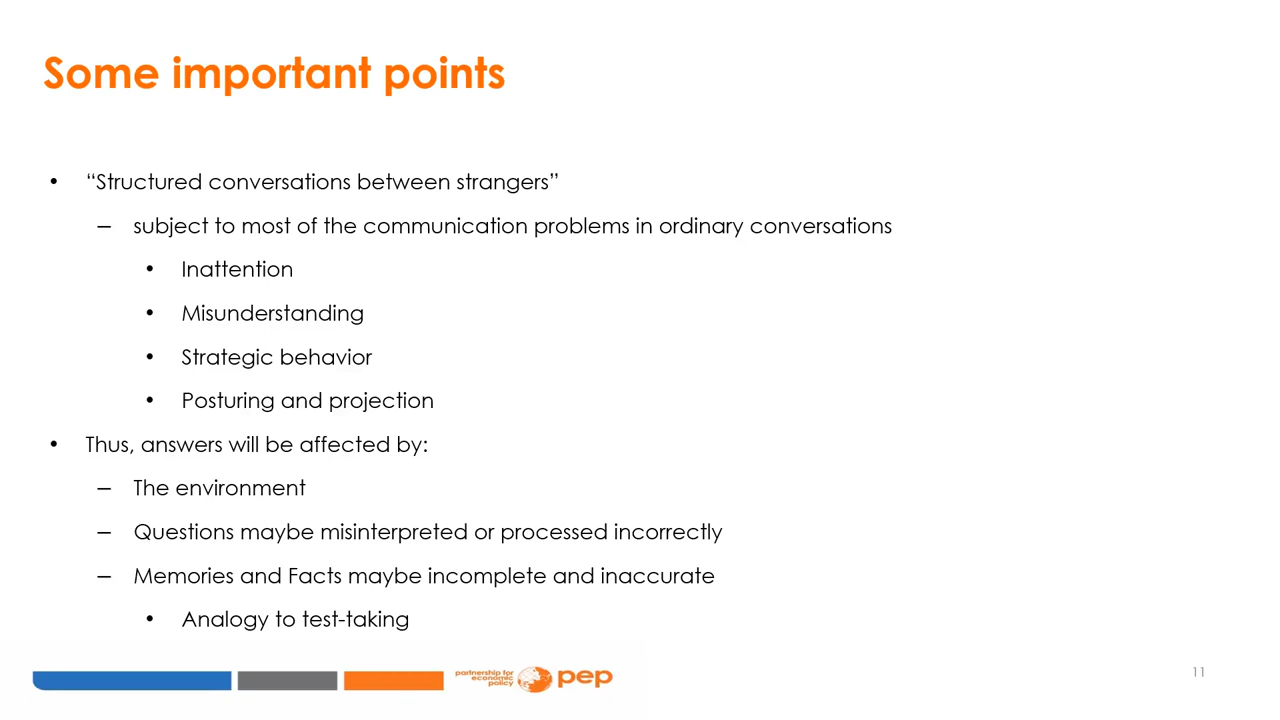 Some important points
• “Structured conversations between strangers”
– subject to most of the communication problems in ordinary conversations
• Inattention
• Misunderstanding
• Strategic behavior
• Posturing and projection
• Thus, answers will be affected by:
– The environment
– Questions maybe misinterpreted or processed incorrectly
– Memories and Facts maybe incomplete and inaccurate
• Analogy to test-taking
partnership for
economic
policy
pep
11